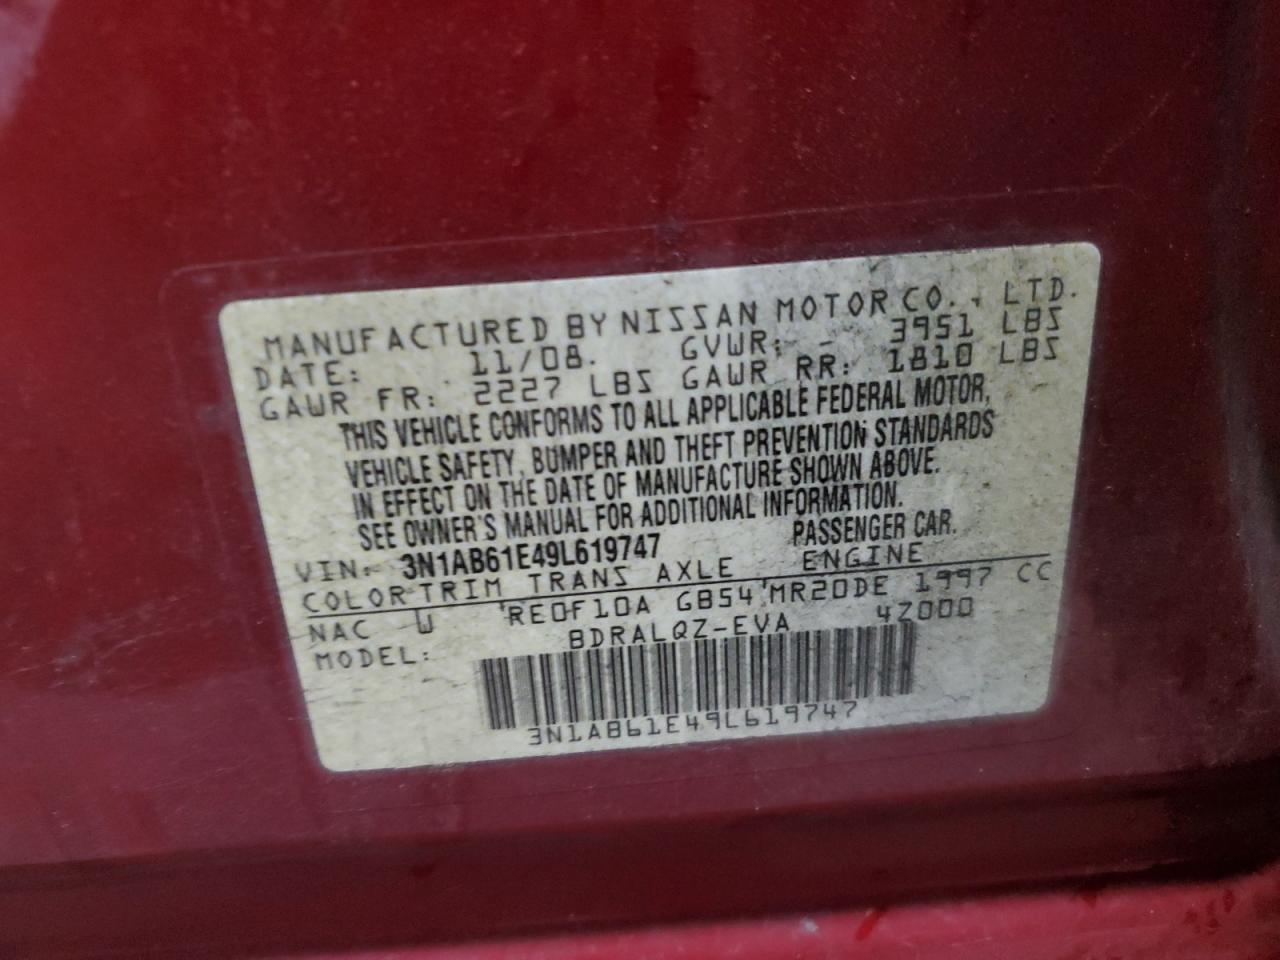 MANUFACTURED BY NISSAN MOTOR CO., LTD.
DATE: 11/08. GVWR: 3951 LBS
GAWR FR: 2227 LBS GAWR RR: 1810 LBS
THIS VEHICLE CONFORMS TO ALL APPLICABLE FEDERAL MOTOR,
VEHICLE SAFETY, BUMPER AND THEFT PREVENTION STANDARDS
IN EFFECT ON THE DATE OF MANUFACTURE SHOWN ABOVE.
SEE OWNER'S MANUAL FOR ADDITIONAL INFORMATION.
VIN: 3N1AB61E49L619747 PASSENGER CAR.
COLOR TRIM TRANS AXLE ENGINE
NAC W RE0F10A GB54 MR20DE 1997 CC
MODEL: BDRALQZ-EVA 4Z000
3N1AB61E49L619747